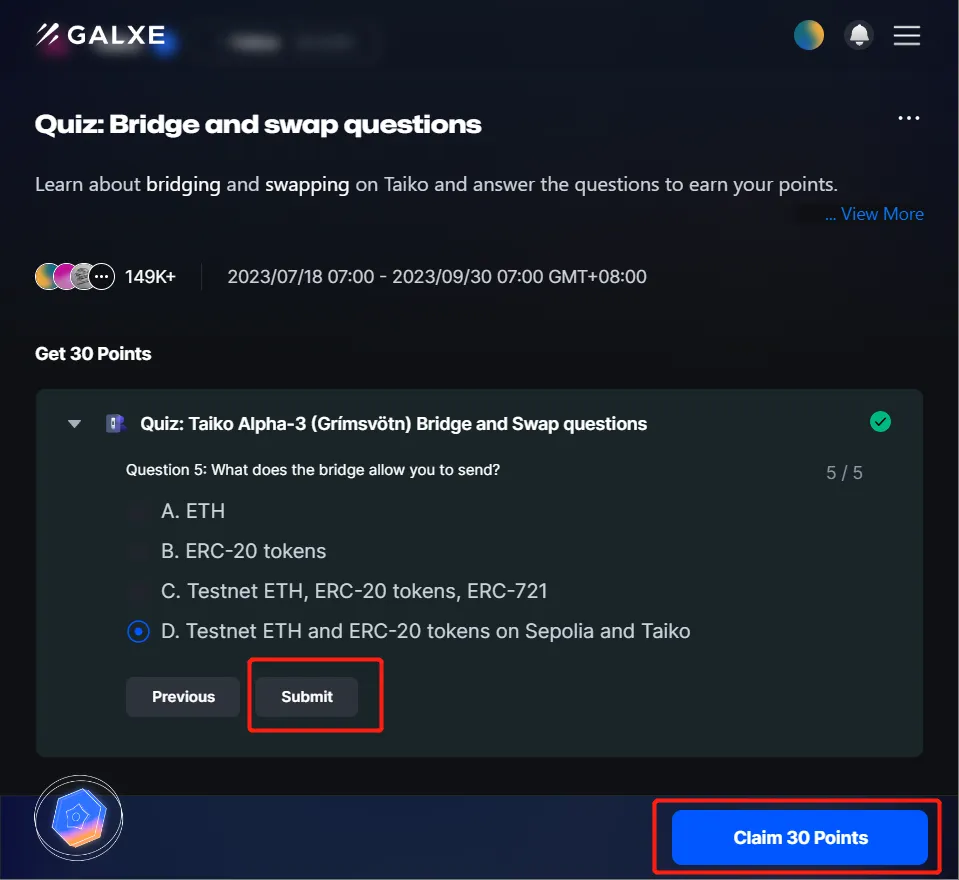 GALXE
Quiz: Bridge and swap questions
Learn about bridging and swapping on Taiko and answer the questions to earn your points.
... View More
149K+
2023/07/18 07:00 - 2023/09/30 07:00 GMT+08:00
Get 30 Points
Quiz: Taiko Alpha-3 (Grímsvötn) Bridge and Swap questions
Question 5: What does the bridge allow you to send?
5 / 5
A. ETH
B. ERC-20 tokens
C. Testnet ETH, ERC-20 tokens, ERC-721
D. Testnet ETH and ERC-20 tokens on Sepolia and Taiko
Previous
Submit
Claim 30 Points